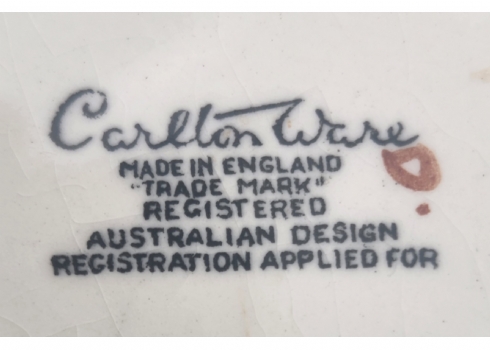 Carlton Ware
MADE IN ENGLAND
"TRADE MARK"
REGISTERED
AUSTRALIAN DESIGN
REGISTRATION APPLIED FOR